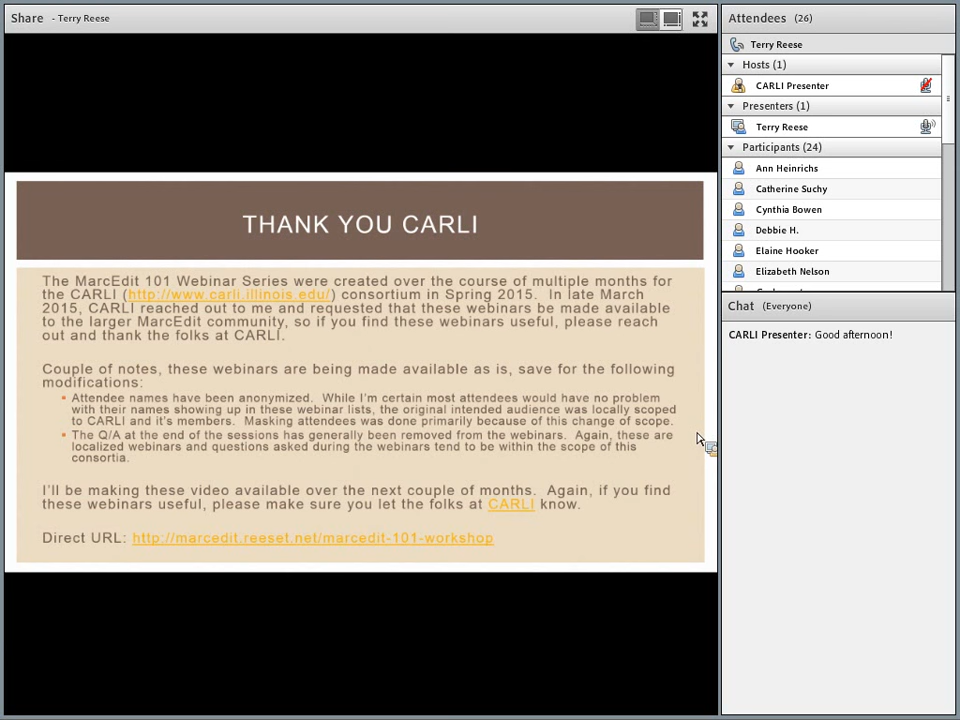 Share - Terry Reese
THANK YOU CARLI
The MarcEdit 101 Webinar Series were created over the course of multiple months for
the CARLI (http://www.carli.illinois.edu/) consortium in Spring 2015. In late March
2015, CARLI reached out to me and requested that these webinars be made available
to the larger MarcEdit community, so if you find these webinars useful, please reach
out and thank the folks at CARLI.
Couple of notes, these webinars are being made available as is, save for the following
modifications:
• Attendee names have been anonymized. While I'm certain most attendees would have no problem
with their names showing up in these webinar lists, the original intended audience was locally scoped
to CARLI and it's members. Masking attendees was done primarily because of this change of scope.
• The Q/A at the end of the sessions has generally been removed from the webinars. Again, these are
localized webinars and questions asked during the webinars tend to be within the scope of this
consortia.
I'll be making these video available over the next couple of months. Again, if you find
these webinars useful, please make sure you let the folks at CARLI know.
Direct URL: http://marcedit.reeset.net/marcedit-101-workshop
Attendees (26)
Terry Reese
Hosts (1)
CARLI Presenter
Presenters (1)
Terry Reese
Participants (24)
Ann Heinrichs
Catherine Suchy
Cynthia Bowen
Debbie H.
Elaine Hooker
Elizabeth Nelson
Chat (Everyone)
CARLI Presenter: Good afternoon!